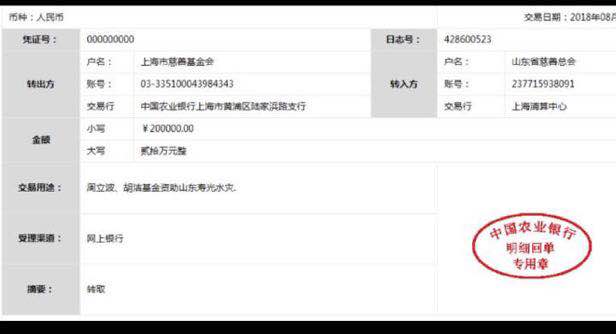 币种：人民币 交易日期：2018年08月
凭证号： 000000000 日志号： 428600523
转出方 户名： 上海市慈善基金会 转入方 户名： 山东省慈善总会
账号： 03-335100043984343 账号： 237715938091
交易行 中国农业银行上海市黄浦区陆家浜路支行 交易行 上海清算中心
金额 小写 ￥200000.00
大写 贰拾万元整
交易用途： 周立波、胡洁基金资助山东寿光水灾.
受理渠道： 网上银行
摘要： 转取
中国农业银行
明细回单
专用章